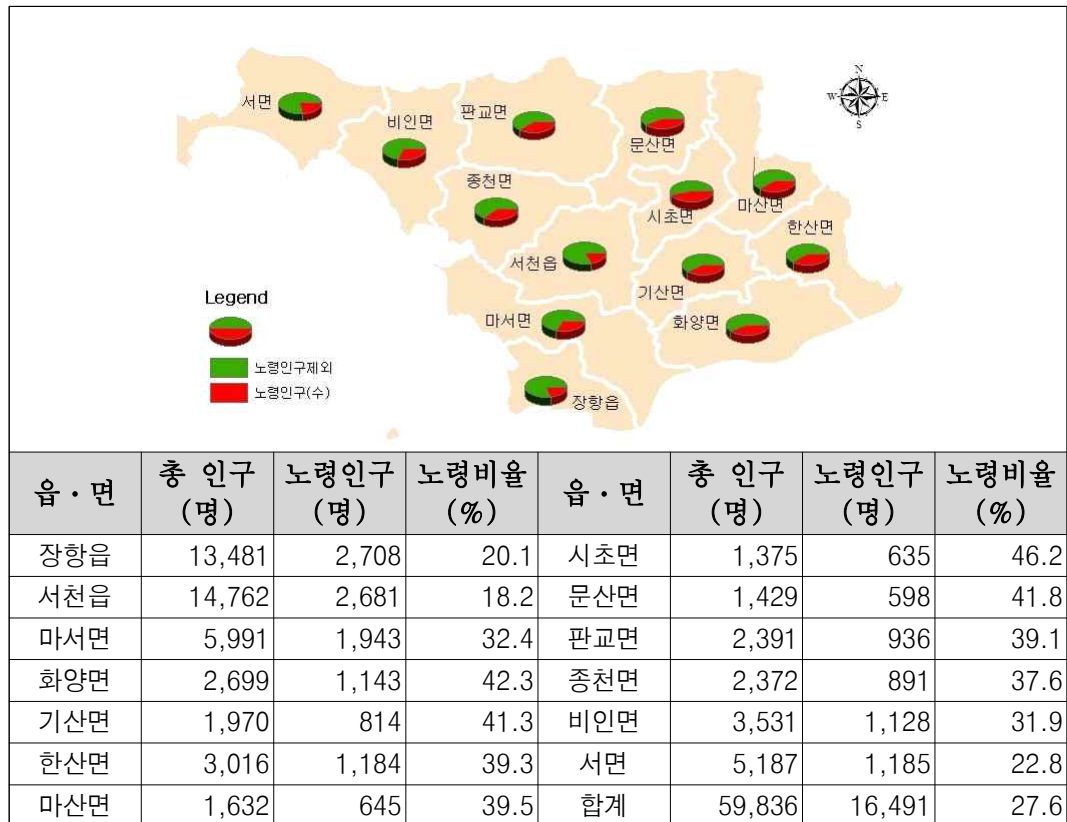 N
W E
S
서면
비인면
판교면
문산면
종천면
시초면
마산면
한산면
서천읍
기산면
마서면
화양면
장항읍
Legend
노령인구제외
노령인구(수)
읍·면 총 인구 (명) 노령인구 (명) 노령비율 (%) 읍·면 총 인구 (명) 노령인구 (명) 노령비율 (%)
장항읍 13,481 2,708 20.1 시초면 1,375 635 46.2
서천읍 14,762 2,681 18.2 문산면 1,429 598 41.8
마서면 5,991 1,943 32.4 판교면 2,391 936 39.1
화양면 2,699 1,143 42.3 종천면 2,372 891 37.6
기산면 1,970 814 41.3 비인면 3,531 1,128 31.9
한산면 3,016 1,184 39.3 서면 5,187 1,185 22.8
마산면 1,632 645 39.5 합계 59,836 16,491 27.6